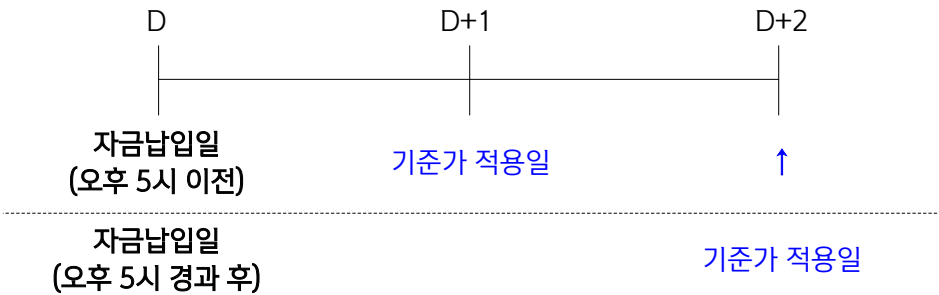 D D+1 D+2
자금납입일
(오후 5시 이전)
기준가 적용일
↑
자금납입일
(오후 5시 경과 후)
기준가 적용일